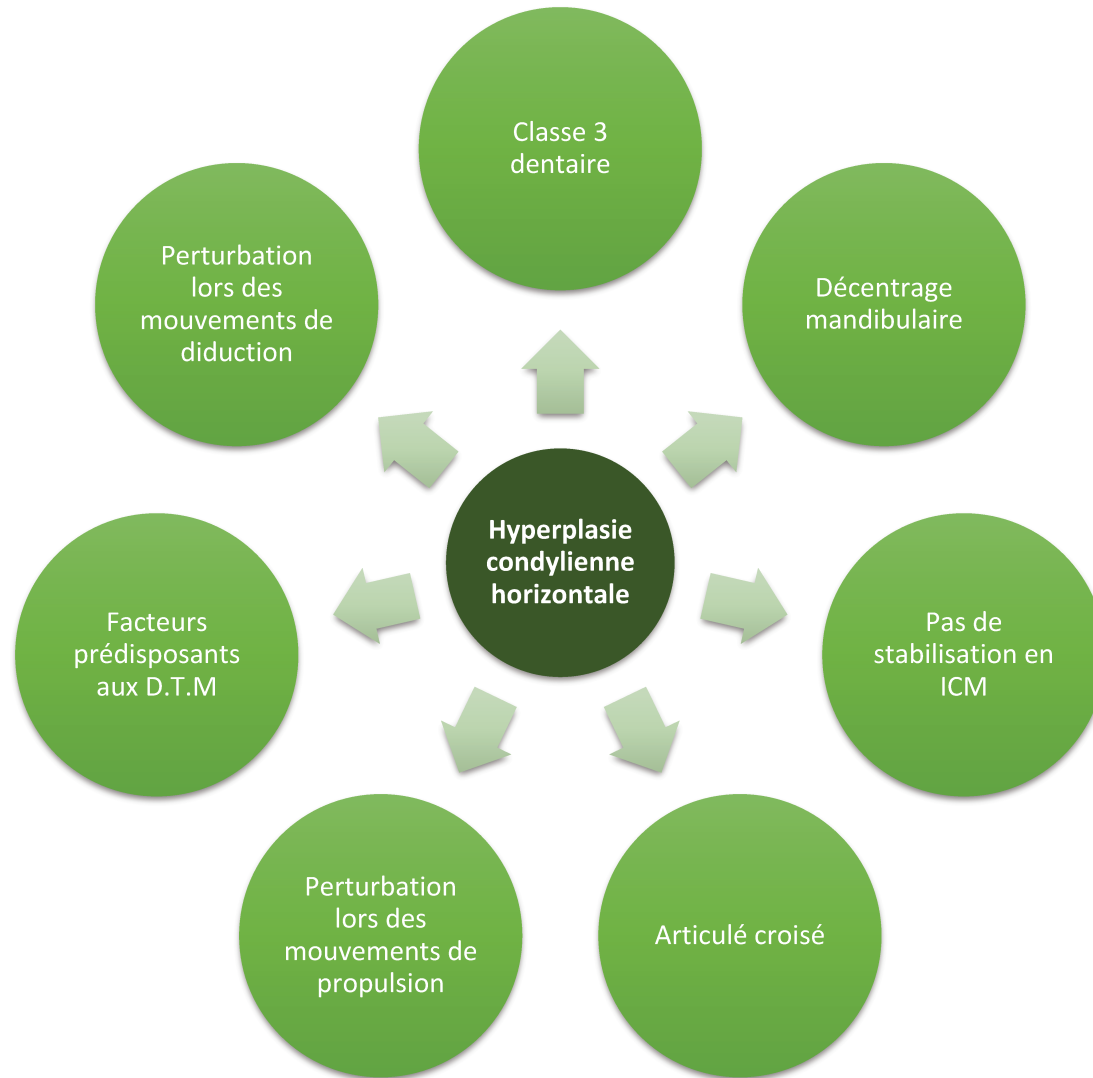 Classe 3
dentaire
Perturbation
lors des
mouvements de
diduction
Décentrage
mandibulaire
Hyperplasie
condylienne
horizontale
Facteurs
prédisposants
aux D.T.M
Pas de
stabilisation en
ICM
Perturbation
lors des
mouvements de
propulsion
Articulé croisé